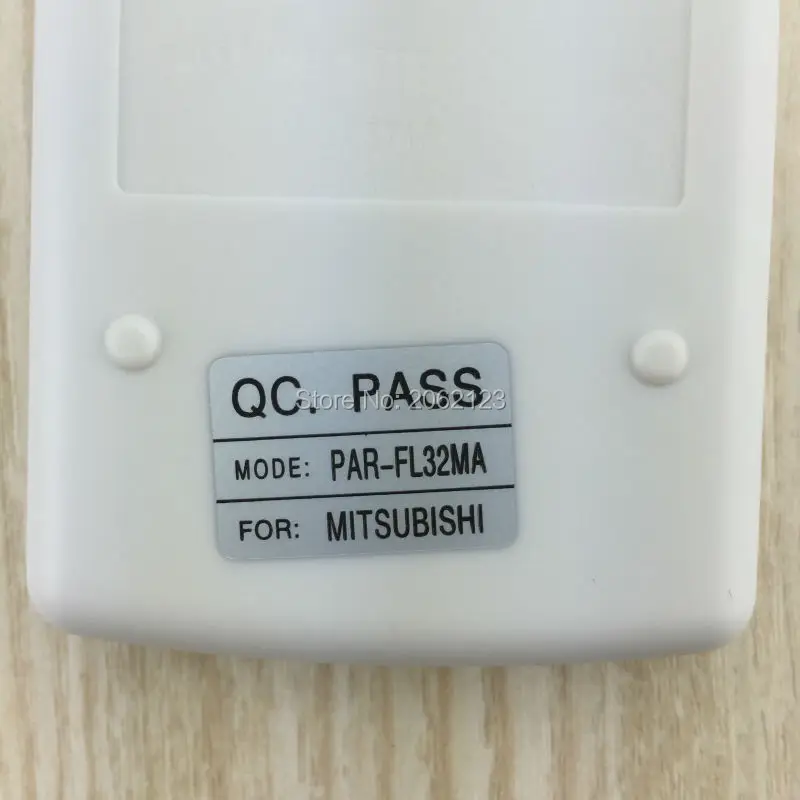 QC. PASS
Store No: 2062123
MODE: PAR-FL32MA
FOR: MITSUBISHI